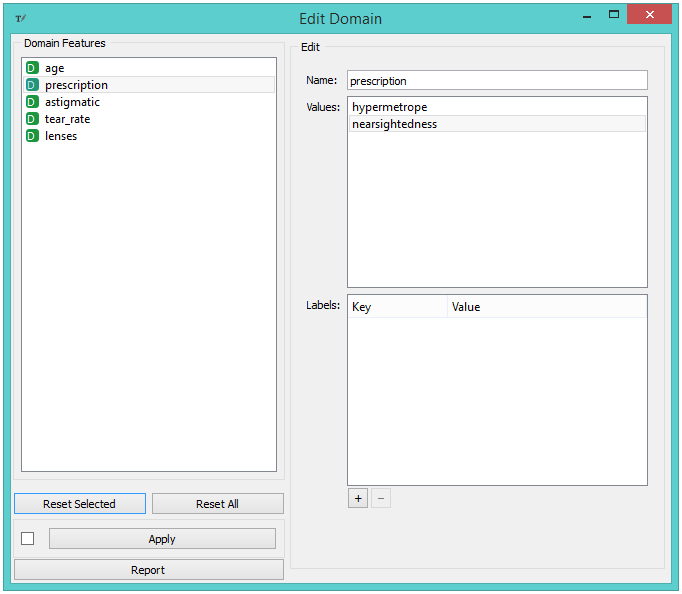 Edit Domain
Domain Features
D age
D prescription
D astigmatic
D tear_rate
D lenses
Reset Selected
Reset All
Apply
Report
Edit
Name: prescription
Values: hypermetrope
nearsightedness
Labels: Key Value
+ −